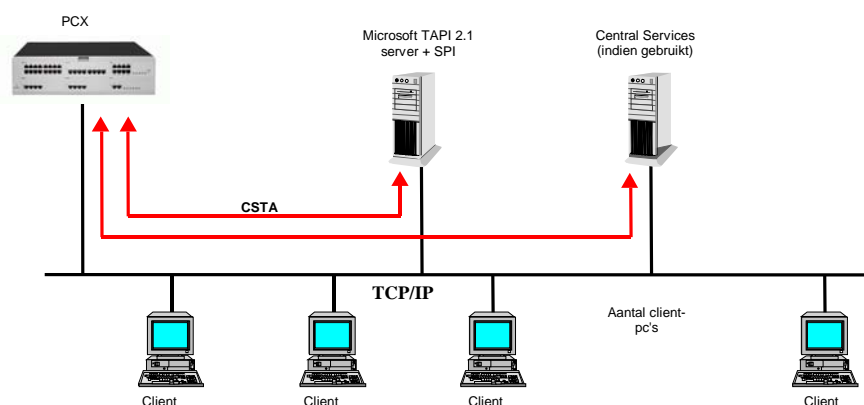 PCX
Microsoft TAPI 2.1
server + SPI
Central Services
(indien gebruikt)
CSTA
TCP/IP
Aantal client-
pc's
Client
Client
Client
Client